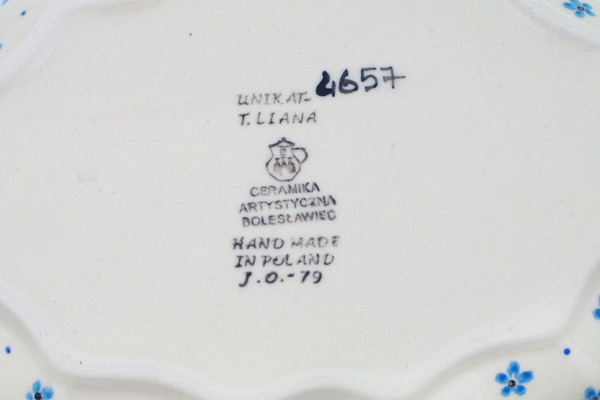 UNIKAT- 4657
T. LIANA
CERAMIKA
ARTYSTYCZNA
BOLESŁAWIEC
HAND MADE
IN POLAND
J.O.-79